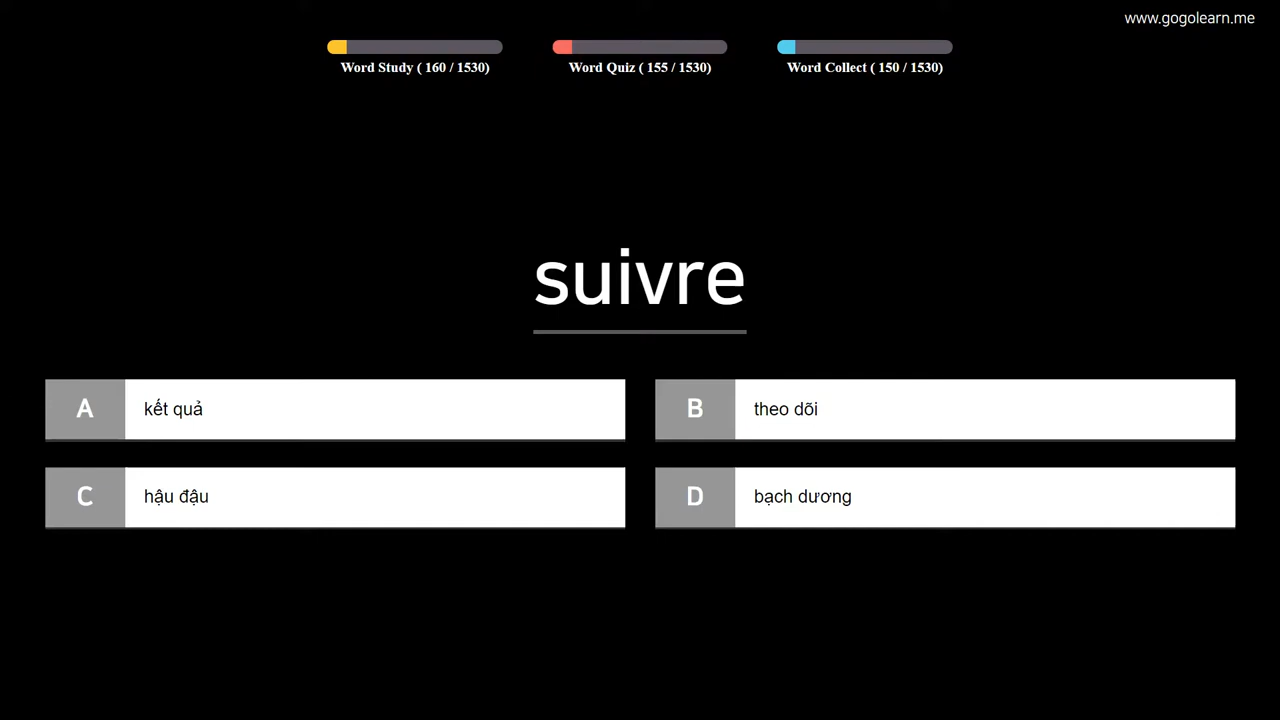 www.gogolearn.me
Word Study ( 160 / 1530)
Word Quiz ( 155 / 1530)
Word Collect ( 150 / 1530)
suivre
A kết quả
B theo dõi
C hậu đậu
D bạch dương